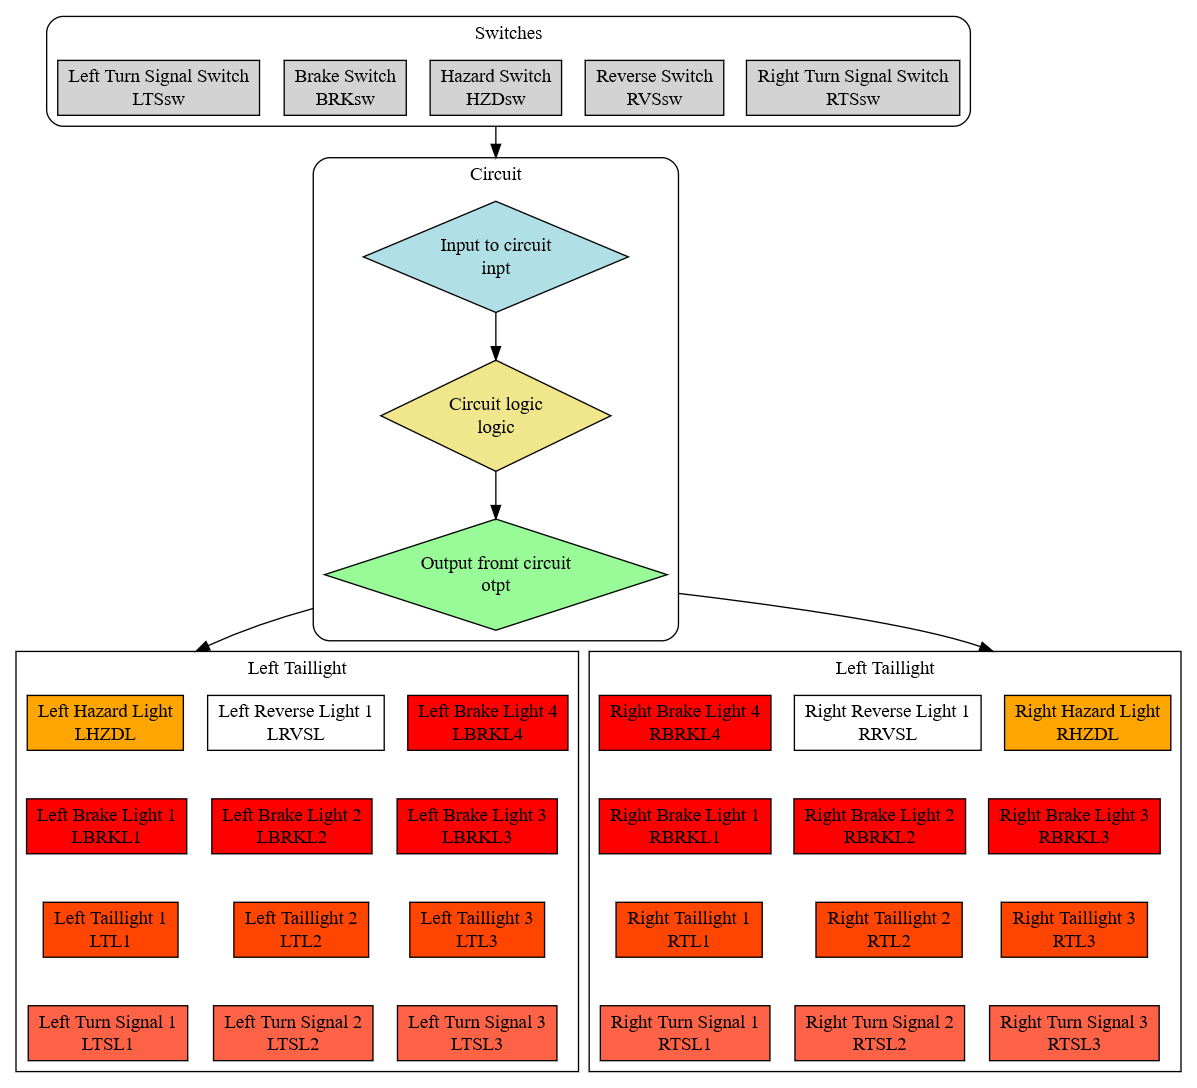 Switches
Left Turn Signal Switch
LTSsw
Brake Switch
BRKsw
Hazard Switch
HZDsw
Reverse Switch
RVSsw
Right Turn Signal Switch
RTSsw
Circuit
Input to circuit
inpt
Circuit logic
logic
Output fromt circuit
otpt
Left Taillight
Left Hazard Light
LHZDL
Left Reverse Light 1
LRVSL
Left Brake Light 4
LBRKL4
Left Brake Light 1
LBRKL1
Left Brake Light 2
LBRKL2
Left Brake Light 3
LBRKL3
Left Taillight 1
LTL1
Left Taillight 2
LTL2
Left Taillight 3
LTL3
Left Turn Signal 1
LTSL1
Left Turn Signal 2
LTSL2
Left Turn Signal 3
LTSL3
Left Taillight
Right Brake Light 4
RBRKL4
Right Reverse Light 1
RRVSL
Right Hazard Light
RHZDL
Right Brake Light 1
RBRKL1
Right Brake Light 2
RBRKL2
Right Brake Light 3
RBRKL3
Right Taillight 1
RTL1
Right Taillight 2
RTL2
Right Taillight 3
RTL3
Right Turn Signal 1
RTSL1
Right Turn Signal 2
RTSL2
Right Turn Signal 3
RTSL3